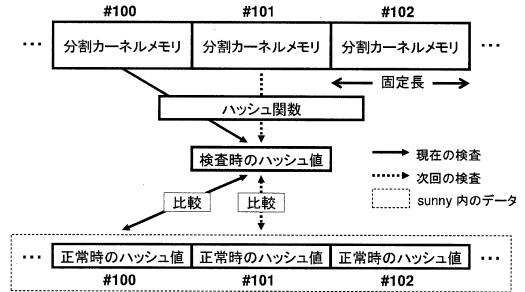 #100 #101 #102
… 分割カーネルメモリ 分割カーネルメモリ 分割カーネルメモリ …
固定長
ハッシュ関数
検査時のハッシュ値
現在の検査
次回の検査
比較 比較
sunny 内のデータ
… 正常時のハッシュ値 正常時のハッシュ値 正常時のハッシュ値 …
#100 #101 #102